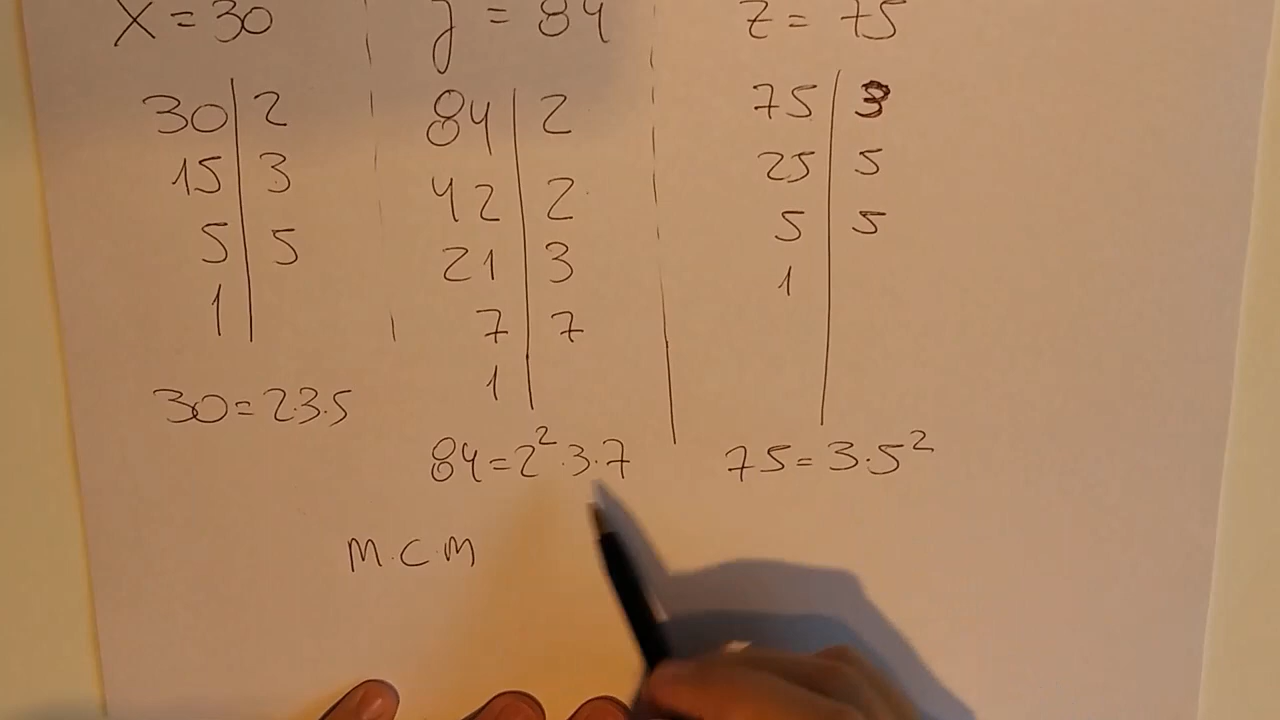 X = 30 y = 84 Z = 75
30 2 84 2 75 3
15 3 42 2 25 5
5 5 21 3 5 5
1 7 7 1
1
30 = 2·3·5
84 = 2²·3·7 75 = 3·5²
m.c.m